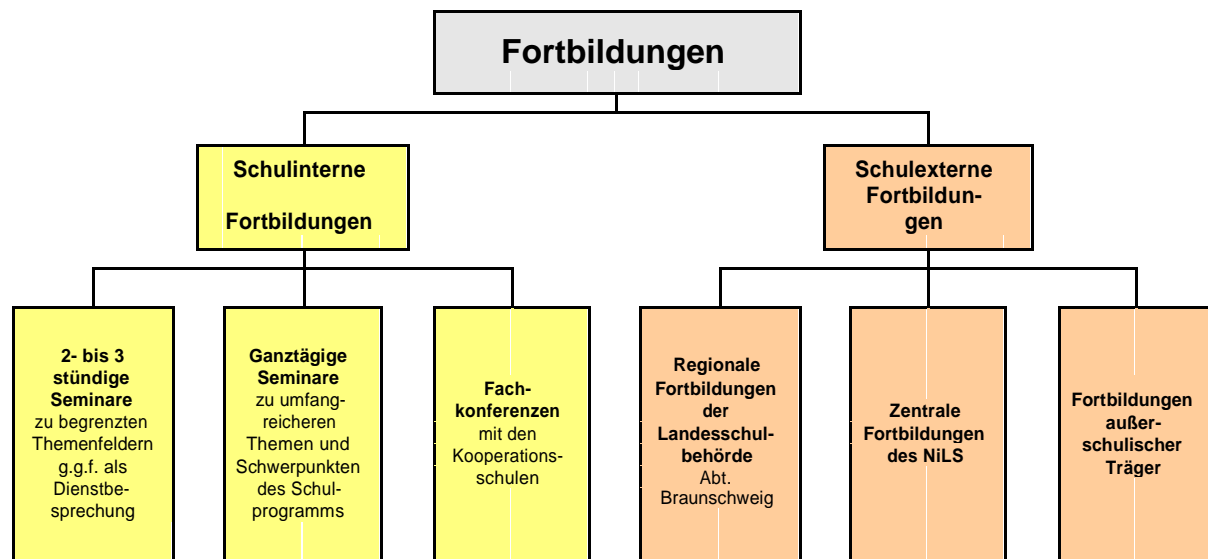 Fortbildungen
Schulinterne
Fortbildungen
Schulexterne
Fortbildun-
gen
2- bis 3
stündige
Seminare
zu begrenzten
Themenfeldern
g.g.f. als
Dienstbe-
sprechung
Ganztägige
Seminare
zu umfang-
reicheren
Themen und
Schwerpunkten
des Schul-
programms
Fach-
konferenzen
mit den
Kooperations-
schulen
Regionale
Fortbildungen
der
Landesschul-
behörde
Abt.
Braunschweig
Zentrale
Fortbildungen
des NiLS
Fortbildungen
außer-
schulischer
Träger